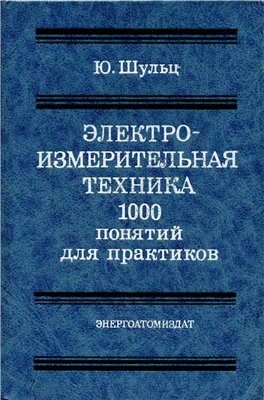 Ю. Шульц
ЭЛЕКТРО-
ИЗМЕРИТЕЛЬНАЯ
ТЕХНИКА
1000
понятий
для практиков
ЭНЕРГОАТОМИЗДАТ